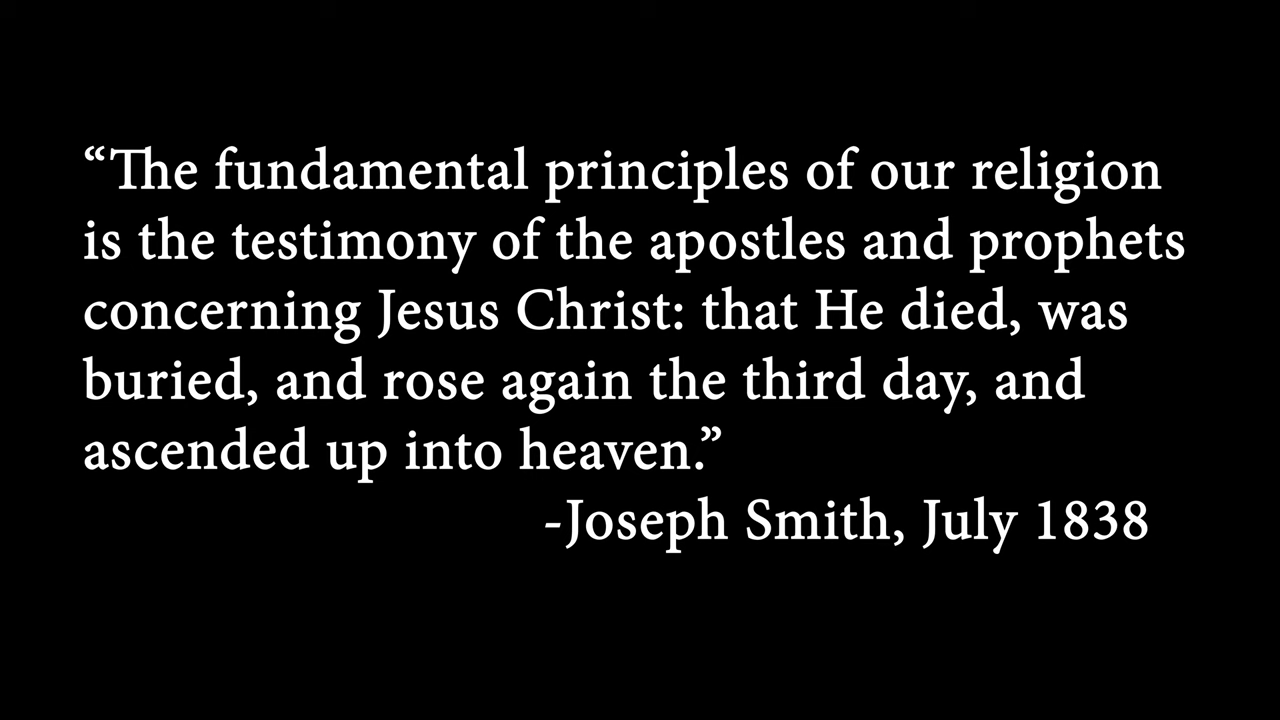 “The fundamental principles of our religion
is the testimony of the apostles and prophets
concerning Jesus Christ: that He died, was
buried, and rose again the third day, and
ascended up into heaven.”
-Joseph Smith, July 1838